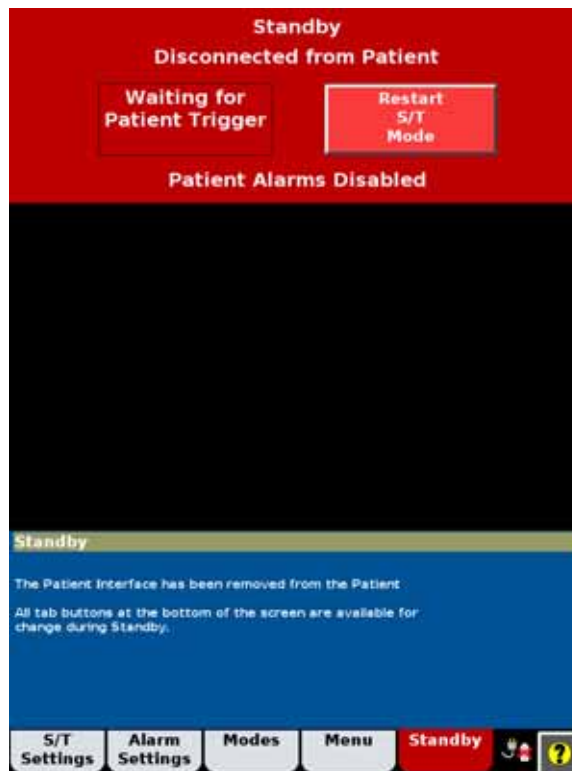 Standby
Disconnected from Patient
Waiting for
Patient Trigger
Restart
S/T
Mode
Patient Alarms Disabled
Standby
The Patient Interface has been removed from the Patient
All tab buttons at the bottom of the screen are available for
change during Standby.
S/T
Settings
Alarm
Settings
Modes
Menu
Standby
?